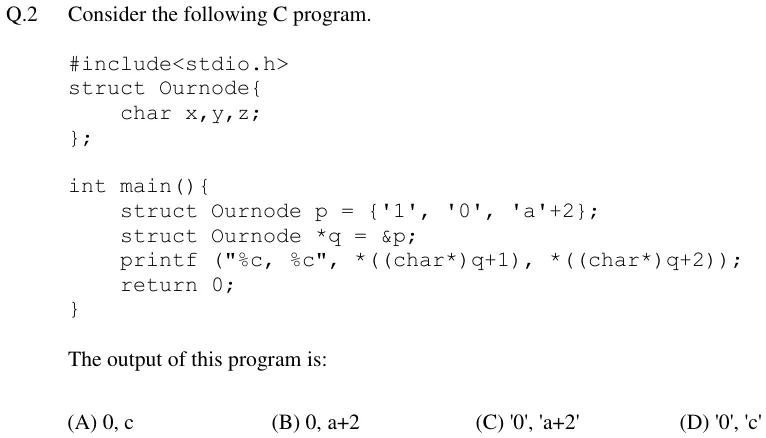 Q.2 Consider the following C program.
#include<stdio.h>
struct Ournode{
    char x,y,z;
};
int main(){
    struct Ournode p = {'1', '0', 'a'+2};
    struct Ournode *q = &p;
    printf ("%c, %c", *((char*)q+1), *((char*)q+2));
    return 0;
}
The output of this program is:
(A) 0, c (B) 0, a+2 (C) '0', 'a+2' (D) '0', 'c'